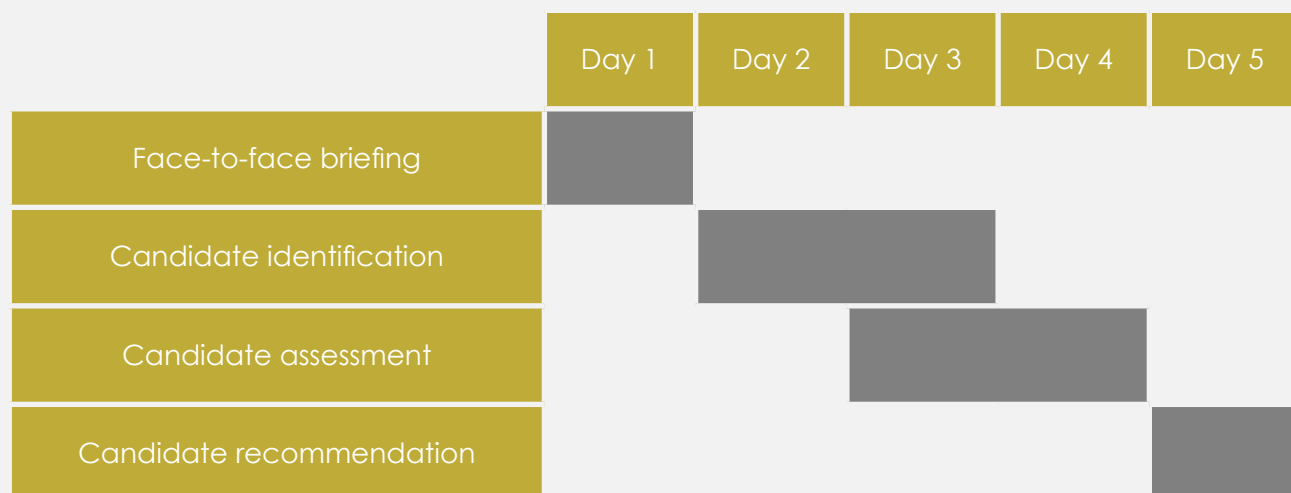 Day 1
Day 2
Day 3
Day 4
Day 5
Face-to-face briefing
Candidate identification
Candidate assessment
Candidate recommendation